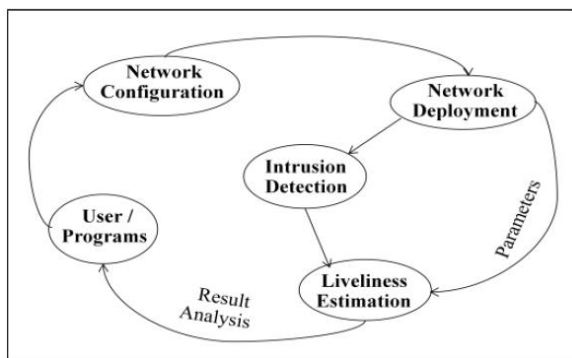 Network
Configuration
Network
Deployment
Intrusion
Detection
User /
Programs
Parameters
Liveliness
Estimation
Result
Analysis